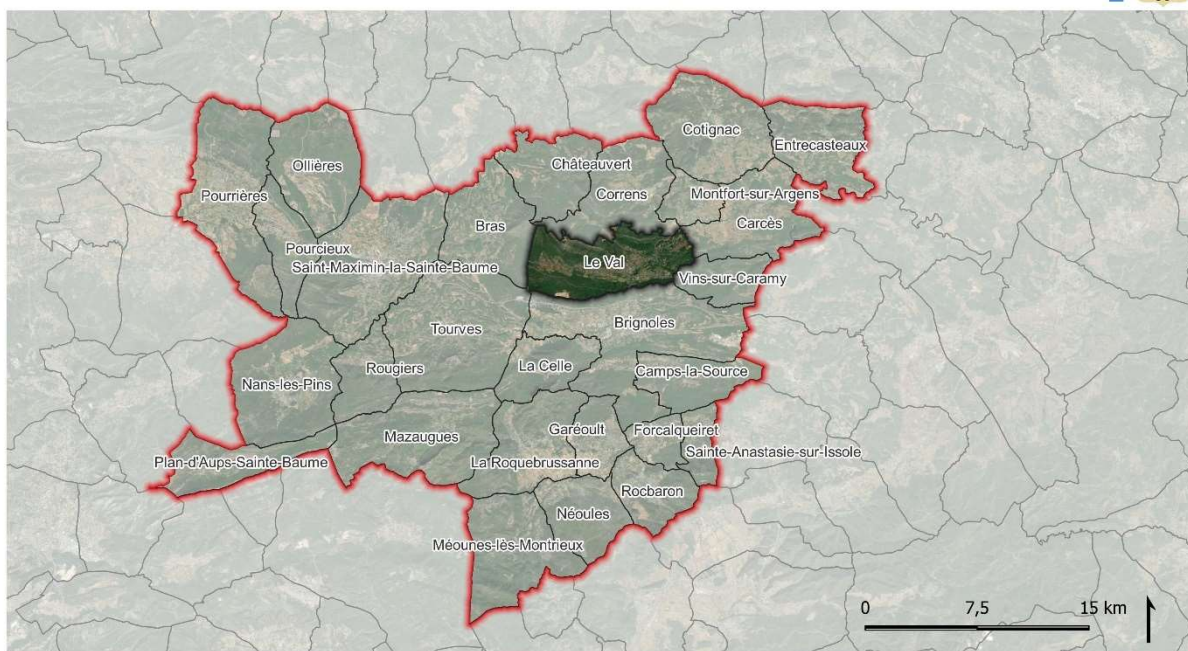 Cotignac
Entrecasteaux
Ollières
Châteauvert
Pourrières
Correns
Montfort-sur-Argens
Bras
Carcès
Pourcieux
Le Val
Saint-Maximin-la-Sainte-Baume
Vins-sur-Caramy
Tourves
Brignoles
La Celle
Rougiers
Camps-la-Source
Nans-les-Pins
Garéoult
Forcalqueiret
Mazaugues
Sainte-Anastasie-sur-Issole
Plan-d'Aups-Sainte-Baume
La Roquebrussanne
Rocbaron
Néoules
Méounes-lès-Montrieux
0 7,5 15 km